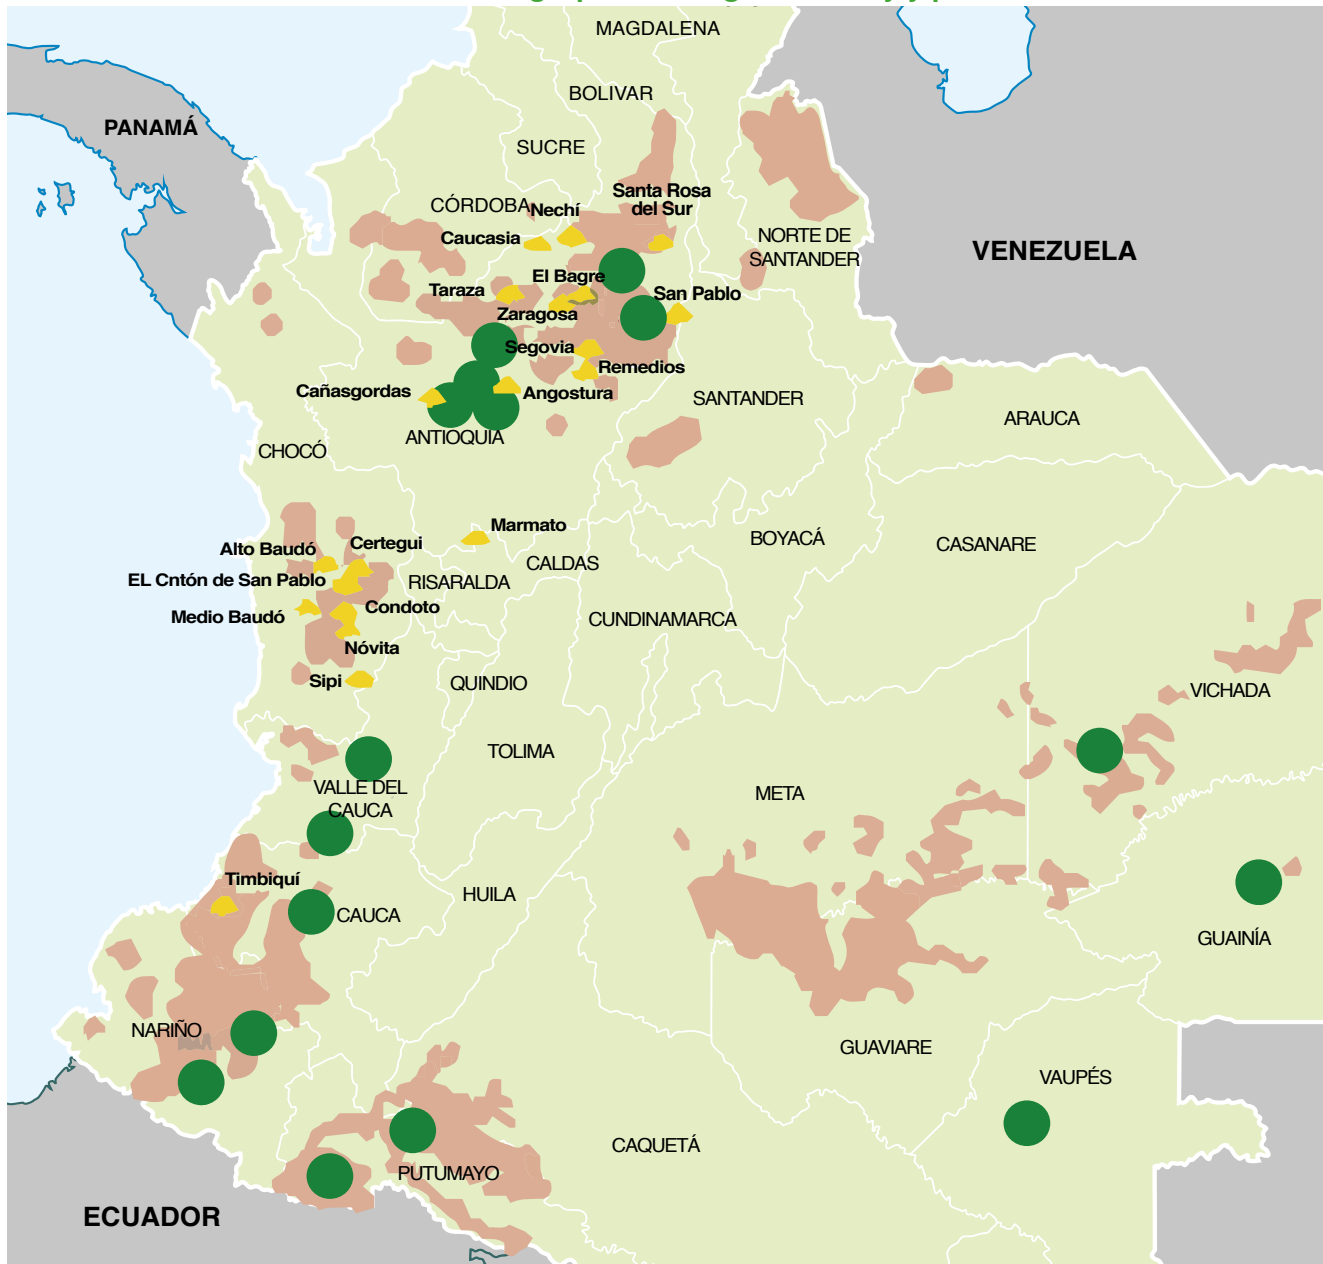 MAGDALENA
BOLIVAR
PANAMÁ
SUCRE
Santa Rosa
del Sur
CÓRDOBA
Nechí
Caucasia
NORTE DE
SANTANDER
VENEZUELA
El Bagre
Taraza
San Pablo
Zaragosa
Segovia
Remedios
Cañasgordas
Angostura
SANTANDER
ARAUCA
ANTIOQUIA
CHOCÓ
Marmato
BOYACÁ
CASANARE
Alto Baudó
Certegui
CALDAS
EL Cntón de San Pablo
RISARALDA
Medio Baudó
Condoto
CUNDINAMARCA
Nóvita
Sipi
QUINDIO
VICHADA
TOLIMA
VALLE DEL
CAUCA
META
Timbiquí
HUILA
CAUCA
GUAINÍA
NARIÑO
GUAVIARE
VAUPÉS
CAQUETÁ
PUTUMAYO
ECUADOR